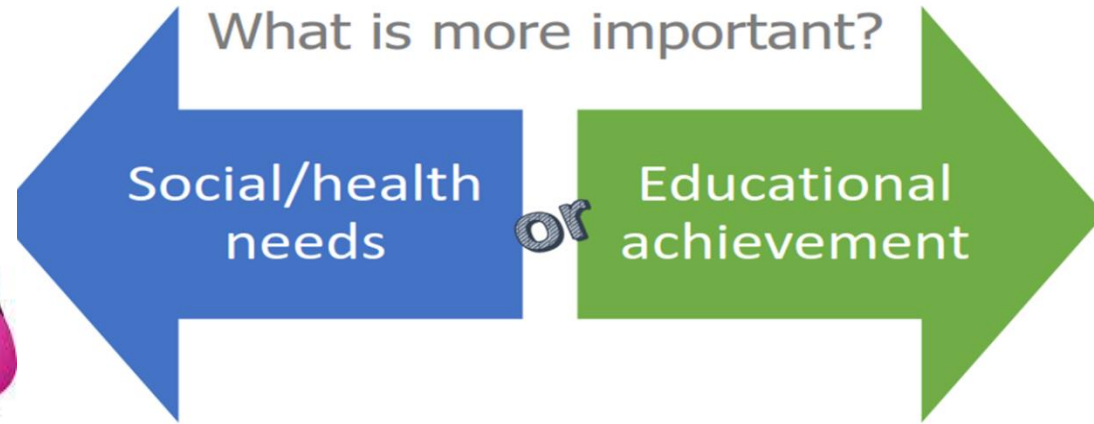 What is more important?
Social/health
needs
or
Educational
achievement